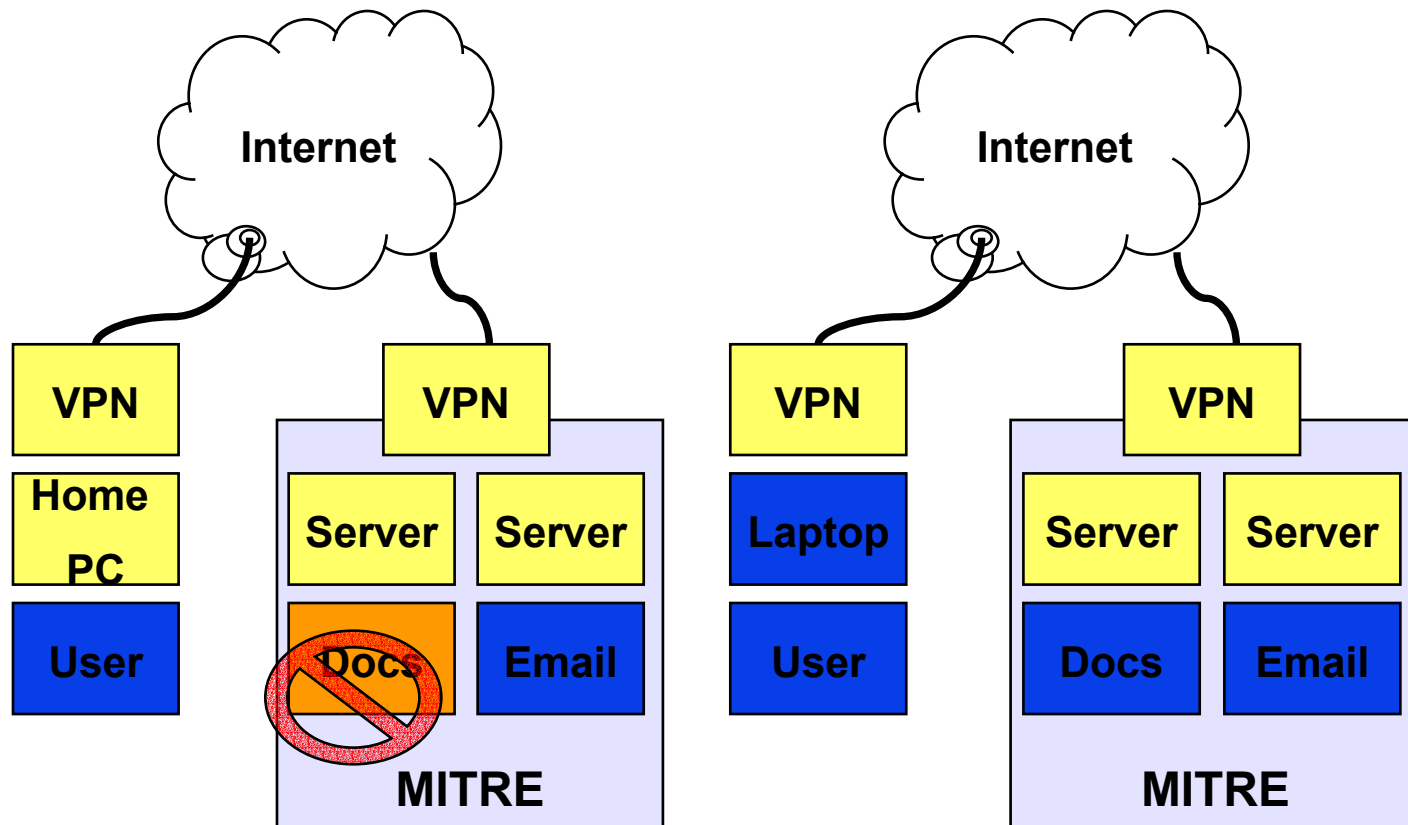 Internet
VPN
VPN
Home
PC
Server
Server
User
Docs
Email
MITRE
Internet
VPN
VPN
Laptop
Server
Server
User
Docs
Email
MITRE